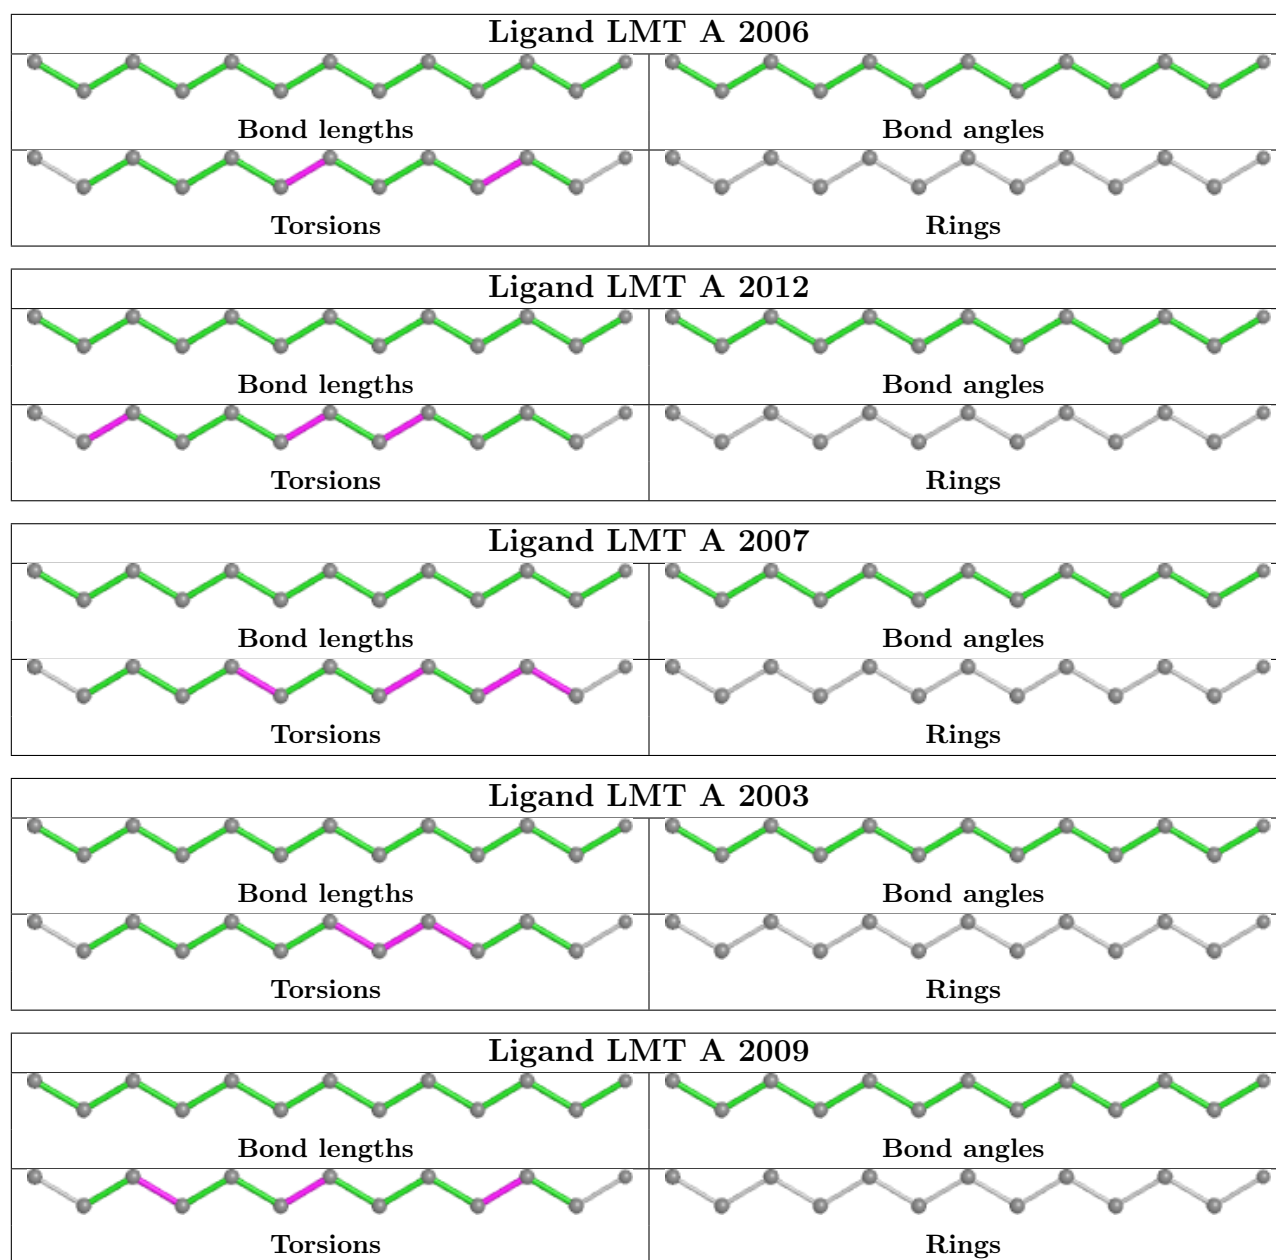 Ligand LMT A 2006
Bond lengths Bond angles
Torsions Rings
Ligand LMT A 2012
Bond lengths Bond angles
Torsions Rings
Ligand LMT A 2007
Bond lengths Bond angles
Torsions Rings
Ligand LMT A 2003
Bond lengths Bond angles
Torsions Rings
Ligand LMT A 2009
Bond lengths Bond angles
Torsions Rings